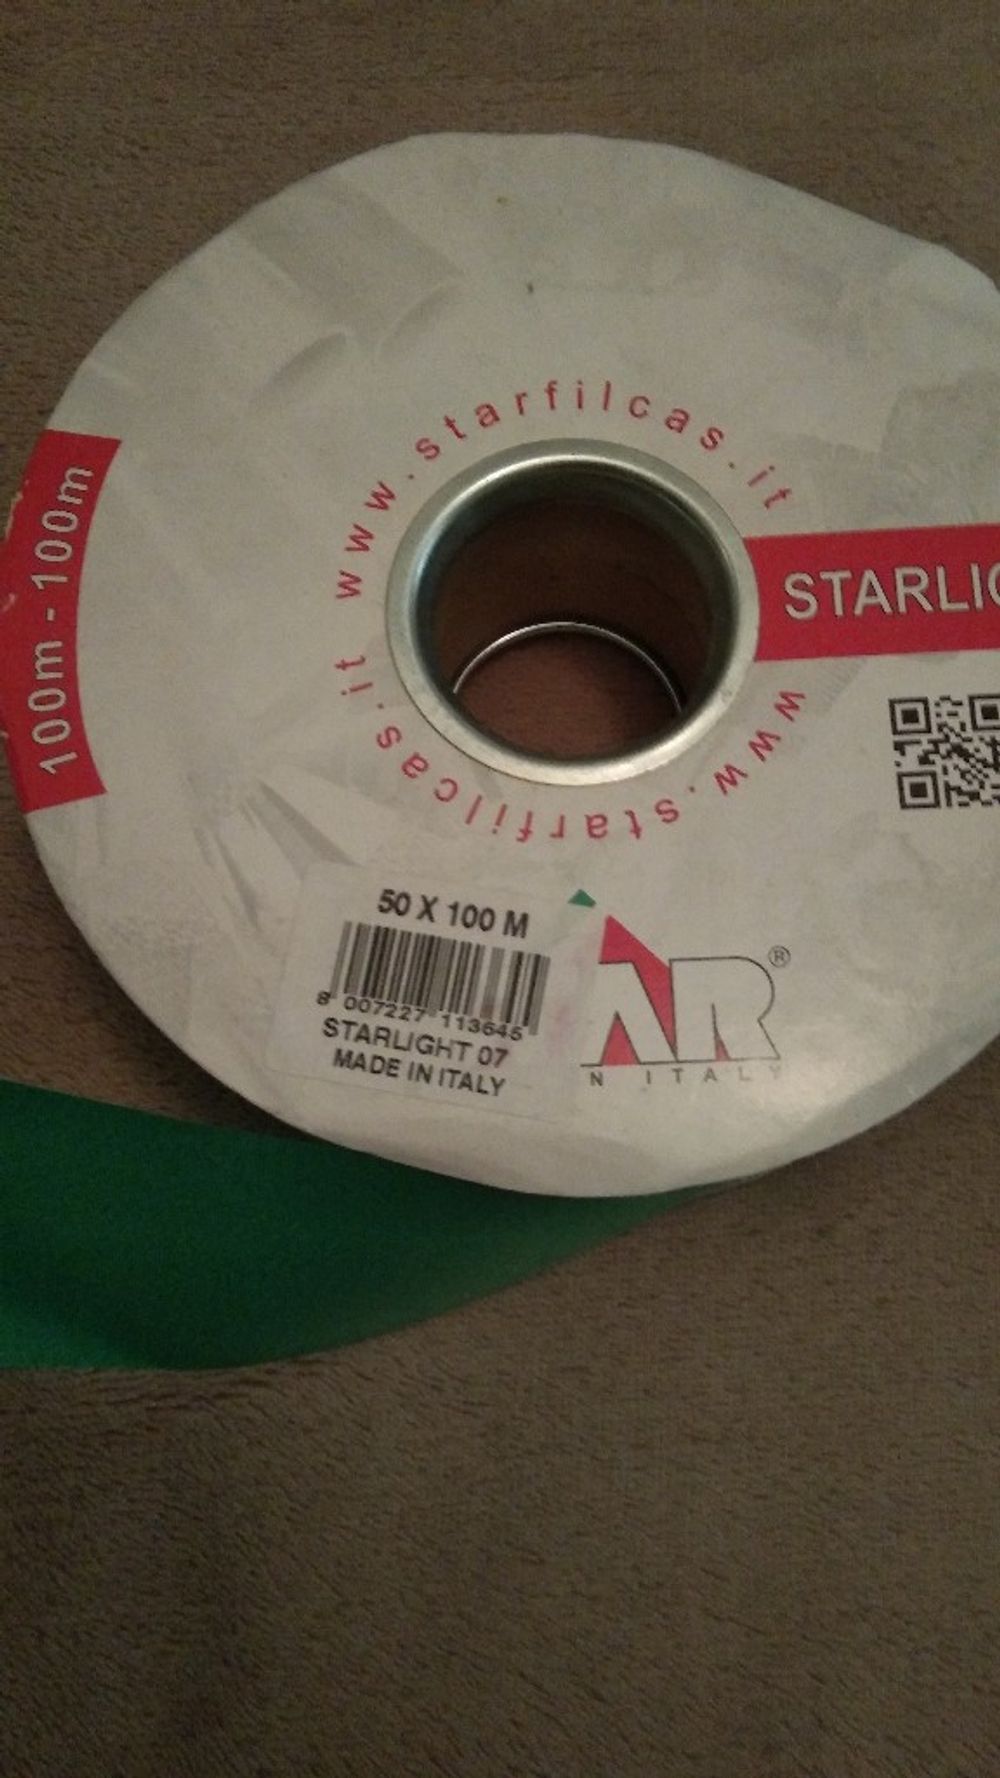 www.starfilcas.it
100m - 100m
STARLIG
www.starfilcas.it
50 X 100 M
8 007227 113645
STARLIGHT 07
MADE IN ITALY
AR®
N ITALY